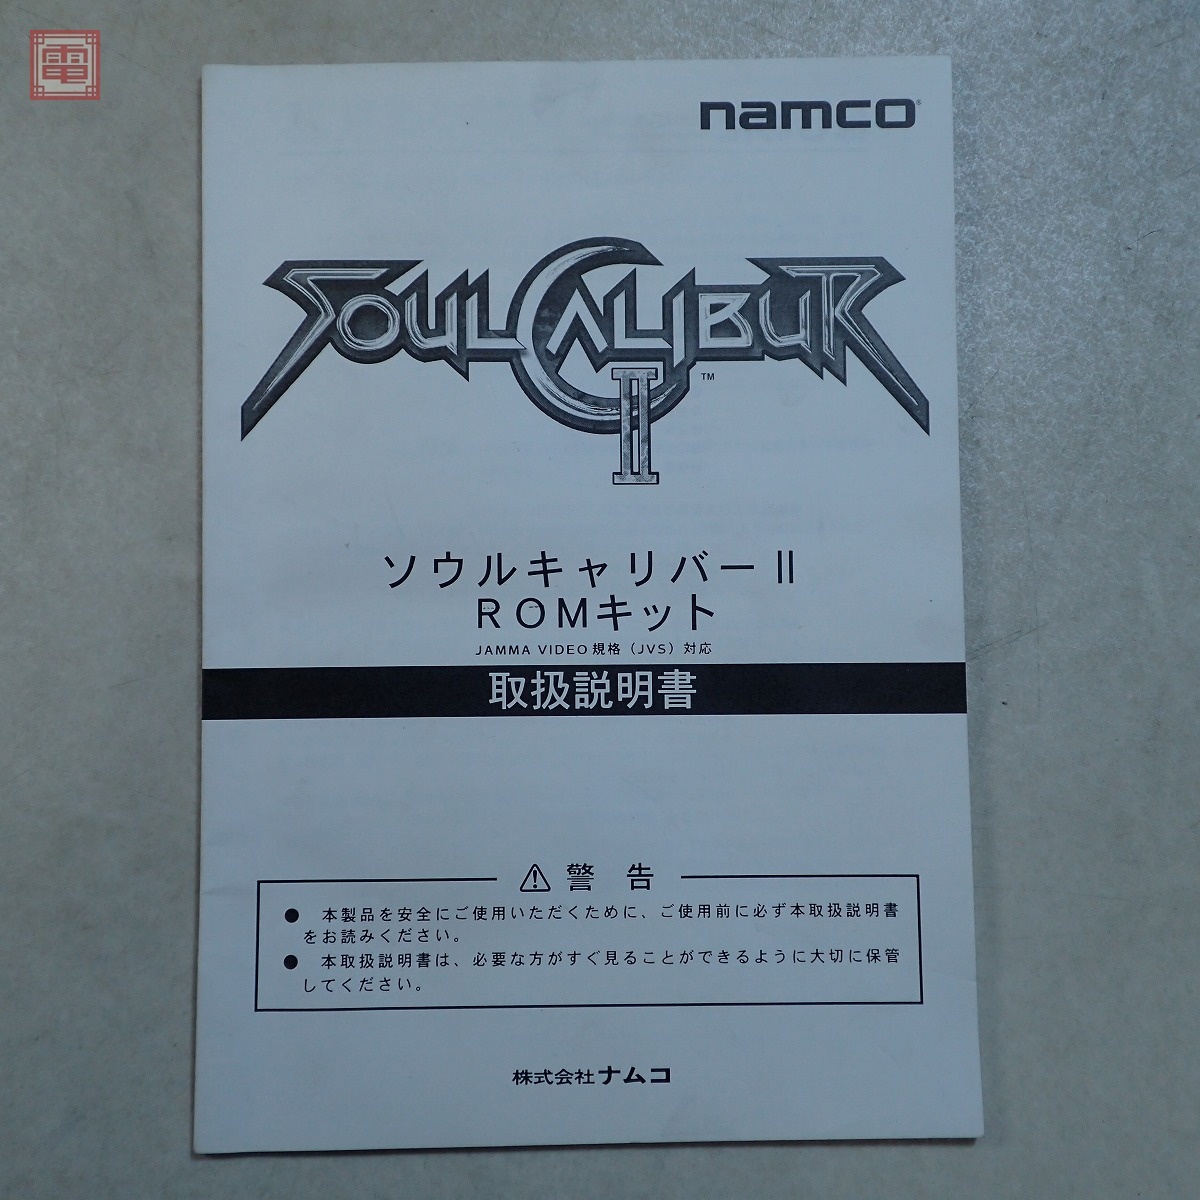 電
namco®
SOULCALIBUR
II
TM
ソウルキャリバーⅡ
ROMキット
JAMMA VIDEO規格（JVS）対応
取扱説明書
警 告
● 本製品を安全にご使用いただくために、ご使用前に必ず本取扱説明書
をお読みください。
● 本取扱説明書は、必要な方がすぐ見ることができるように大切に保管
してください。
株式会社ナムコ